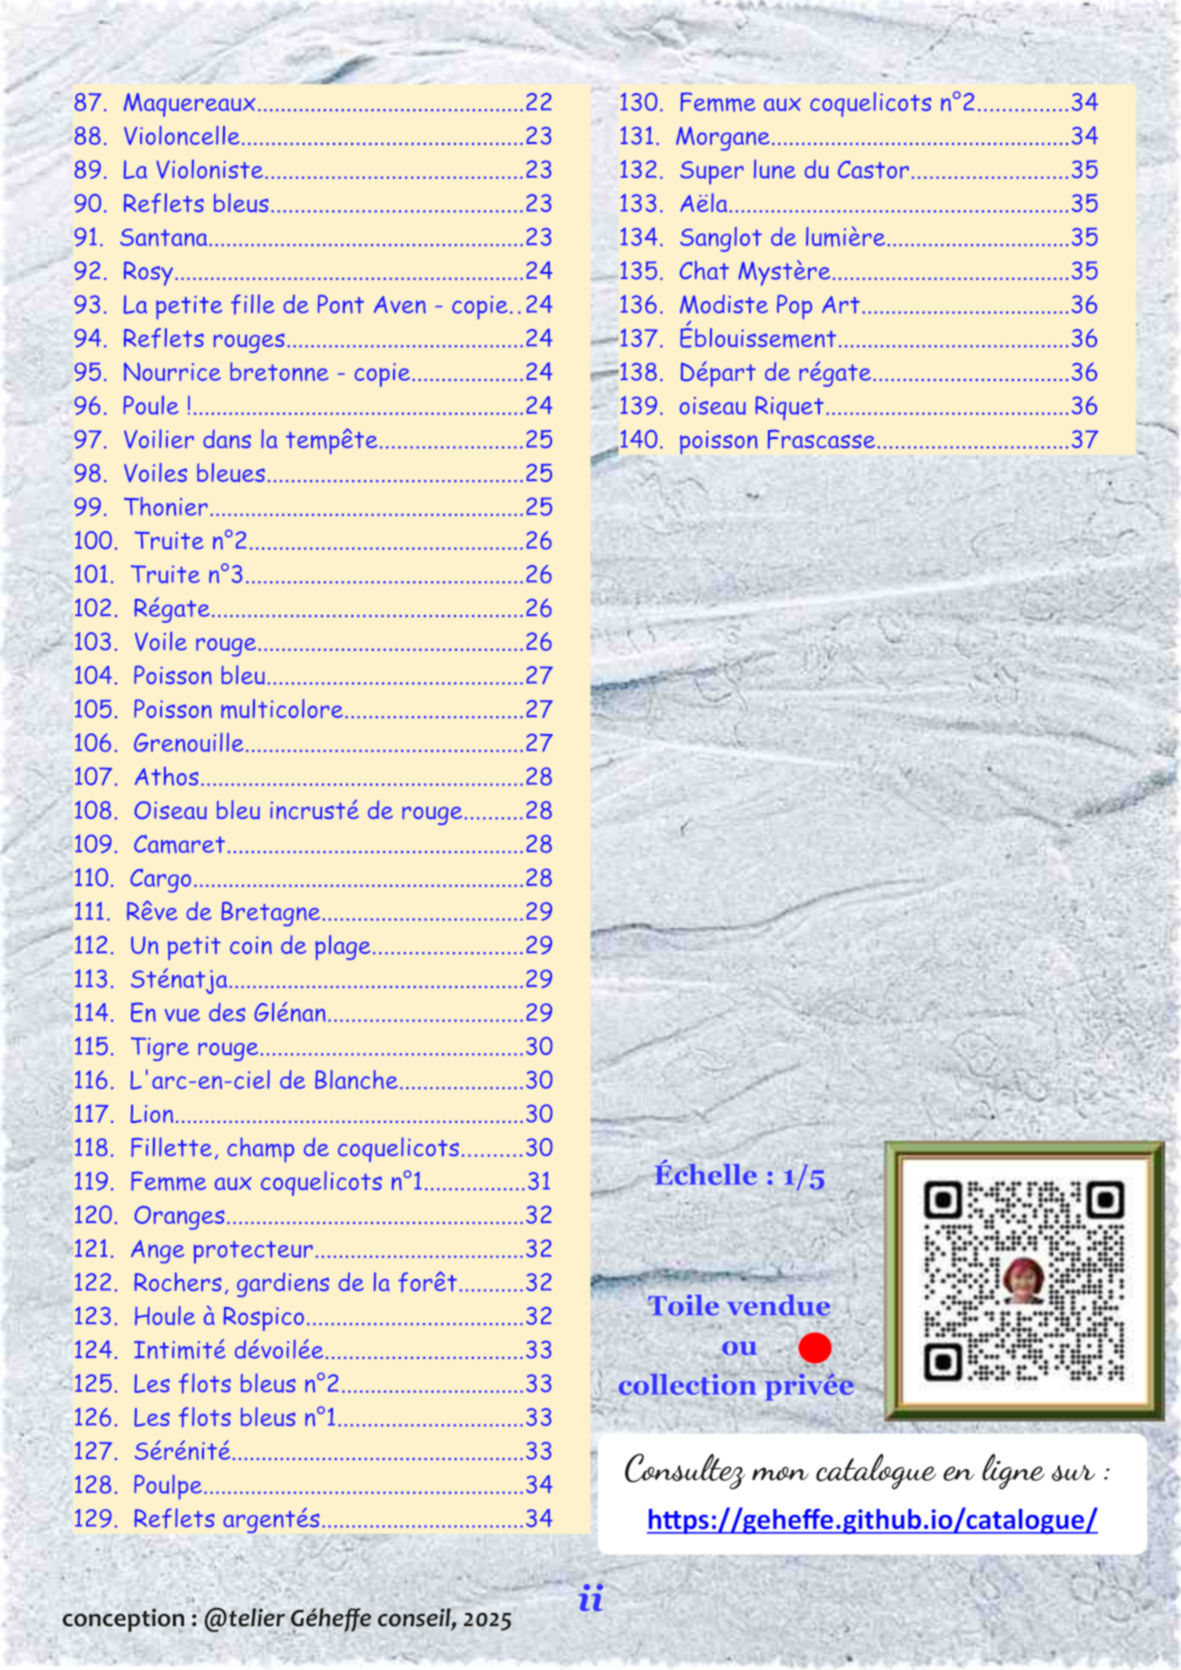 87. Maquereaux.............................................22
88. Violoncelle................................................23
89. La Violoniste............................................23
90. Reflets bleus...........................................23
91. Santana.....................................................23
92. Rosy...........................................................24
93. La petite fille de Pont Aven - copie..24
94. Reflets rouges........................................24
95. Nourrice bretonne - copie...................24
96. Poule !........................................................24
97. Voilier dans la tempête........................25
98. Voiles bleues...........................................25
99. Thonier.....................................................25
100. Truite n°2..............................................26
101. Truite n°3...............................................26
102. Régate.....................................................26
103. Voile rouge.............................................26
104. Poisson bleu...........................................27
105. Poisson multicolore..............................27
106. Grenouille...............................................27
107. Athos......................................................28
108. Oiseau bleu incrusté de rouge..........28
109. Camaret..................................................28
110. Cargo........................................................28
111. Rêve de Bretagne..................................29
112. Un petit coin de plage.........................29
113. Sténatja..................................................29
114. En vue des Glénan.................................29
115. Tigre rouge............................................30
116. L'arc-en-ciel de Blanche.....................30
117. Lion...........................................................30
118. Fillette, champ de coquelicots..........30
119. Femme aux coquelicots n°1.................31
120. Oranges..................................................32
121. Ange protecteur...................................32
122. Rochers, gardiens de la forêt...........32
123. Houle à Rospico.....................................32
124. Intimité dévoilée.................................33
125. Les flots bleus n°2..............................33
126. Les flots bleus n°1...............................33
127. Sérénité.................................................33
128. Poulpe......................................................34
129. Reflets argentés..................................34
130. Femme aux coquelicots n°2...............34
131. Morgane..................................................34
132. Super lune du Castor...........................35
133. Aëla.........................................................35
134. Sanglot de lumière...............................35
135. Chat Mystère........................................35
136. Modiste Pop Art...................................36
137. Éblouissement.......................................36
138. Départ de régate.................................36
139. oiseau Riquet.........................................36
140. poisson Frascasse................................37
Échelle : 1/5
Toile vendue
ou
collection privée
Consultez mon catalogue en ligne sur :
https://geheffe.github.io/catalogue/
ii
conception : @telier Géheffe conseil, 2025